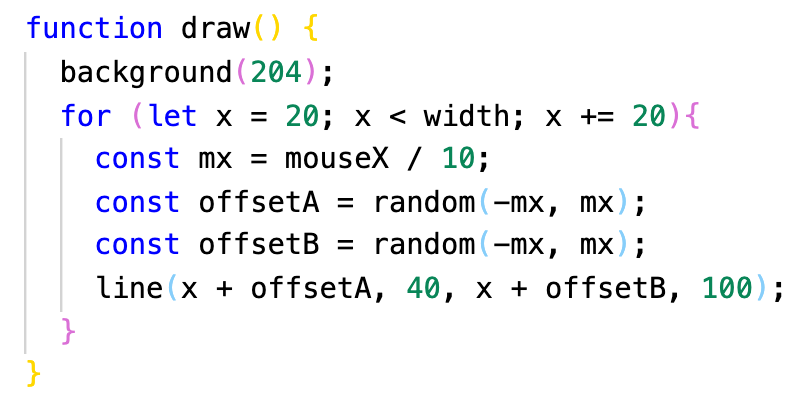 function draw() {
  background(204);
  for (let x = 20; x < width; x += 20){
    const mx = mouseX / 10;
    const offsetA = random(-mx, mx);
    const offsetB = random(-mx, mx);
    line(x + offsetA, 40, x + offsetB, 100);
  }
}